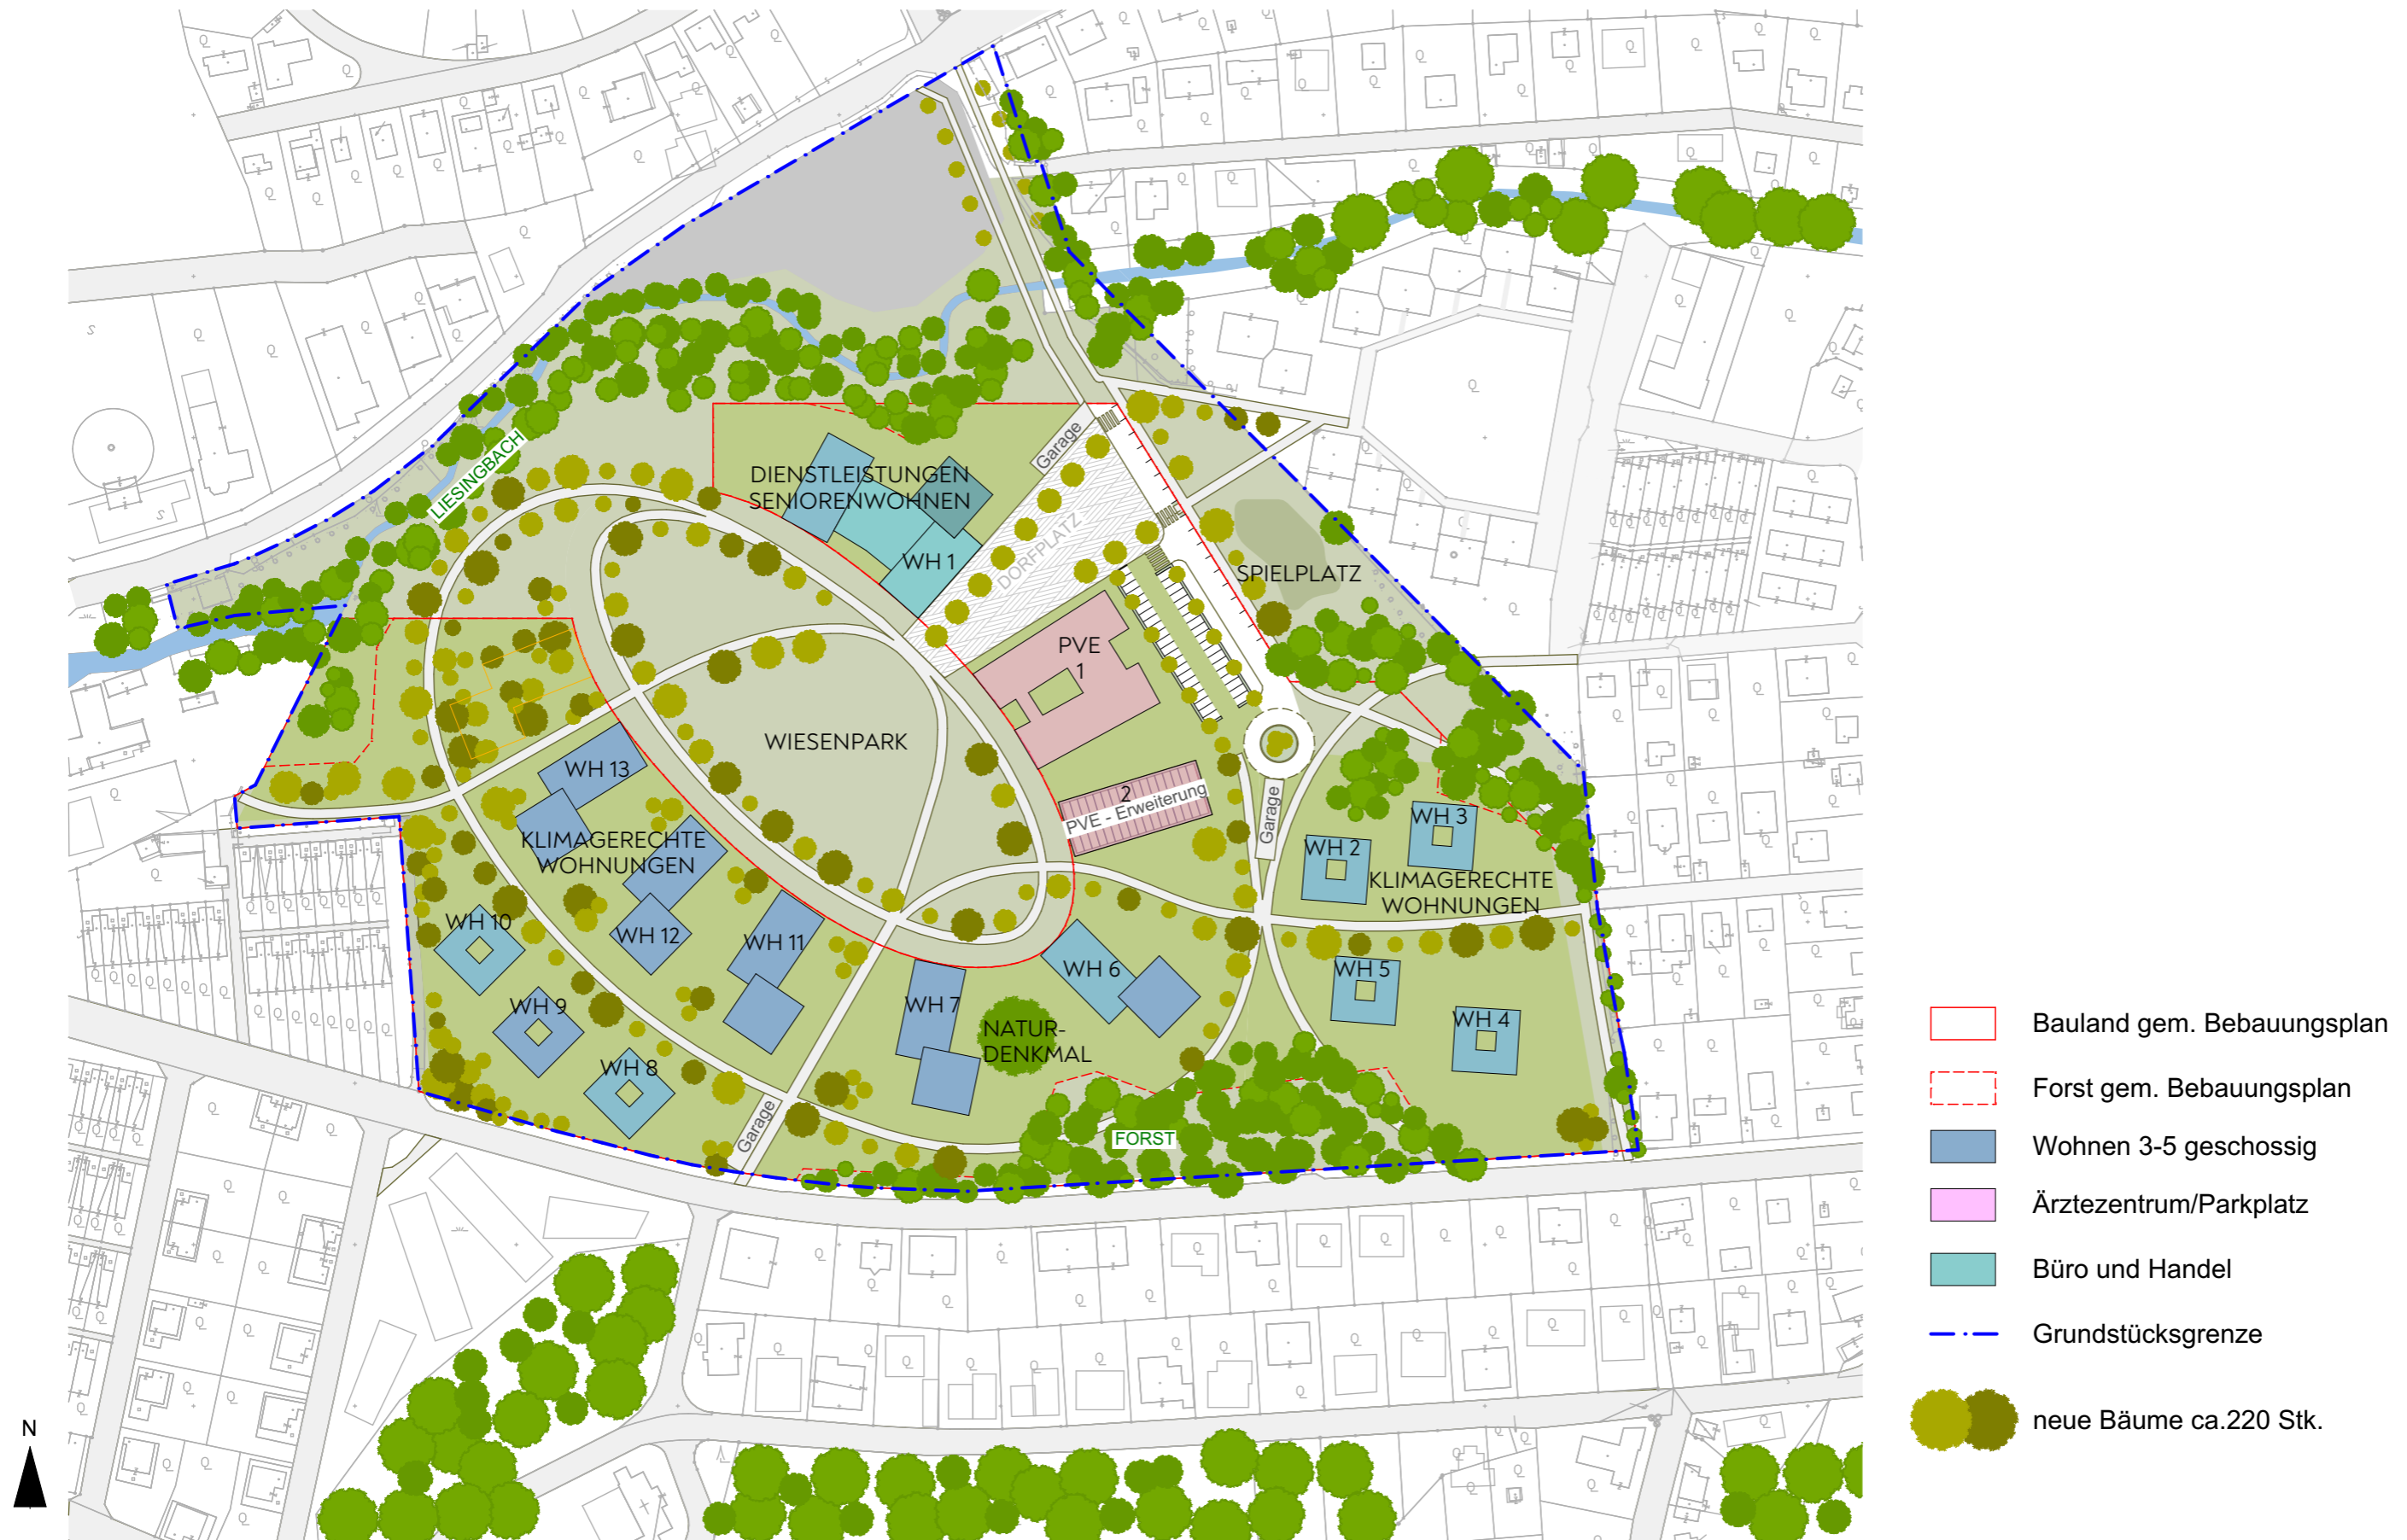 LIESINGBACH
DIENSTLEISTUNGEN
SENIORENWOHNEN
WH 1
Garage
DORFPLATZ
SPIELPLATZ
PVE
1
WIESENPARK
2
PVE - Erweiterung
Garage
WH 13
KLIMAGERECHTE
WOHNUNGEN
WH 3
WH 2
KLIMAGERECHTE
WOHNUNGEN
WH 10
WH 12
WH 11
WH 9
WH 8
WH 7
WH 6
WH 5
WH 4
NATUR-
DENKMAL
Garage
FORST
N
Bauland gem. Bebauungsplan
Forst gem. Bebauungsplan
Wohnen 3-5 geschossig
Ärztezentrum/Parkplatz
Büro und Handel
Grundstücksgrenze
neue Bäume ca.220 Stk.